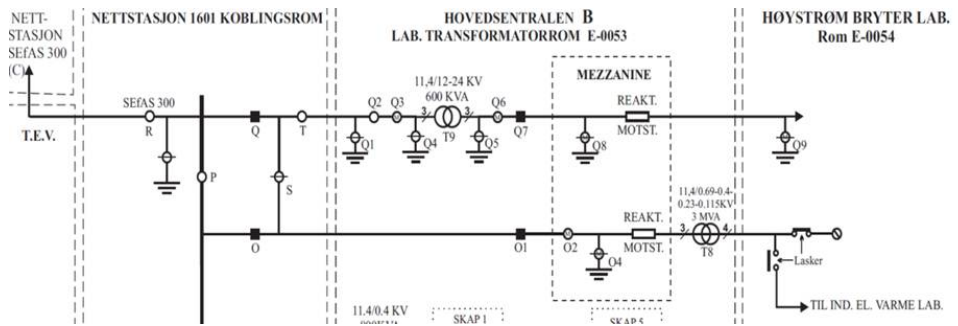 NETT-
STASJON
SEfAS 300
(C)
T.E.V.
NETTSTASJON 1601 KOBLINGSROM
SEfAS 300
R
P
Q
S
T
O
HOVEDSENTRALEN B
LAB. TRANSFORMATORROM E-0053
11,4/12-24 KV
600 KVA
Q1
Q2
Q3
3
Q4
T9
3
Q5
Q6
Q7
MEZZANINE
REAKT.
MOTST.
Q8
O1
O2
O4
REAKT.
MOTST.
11,4/0.69-0.4-
0.23-0.115KV
3 MVA
3
4
T8
11.4/0.4 KV
SKAP 1
SKAP 5
HØYSTRØM BRYTER LAB.
Rom E-0054
Q9
Lasker
TIL IND. EL. VARME LAB.